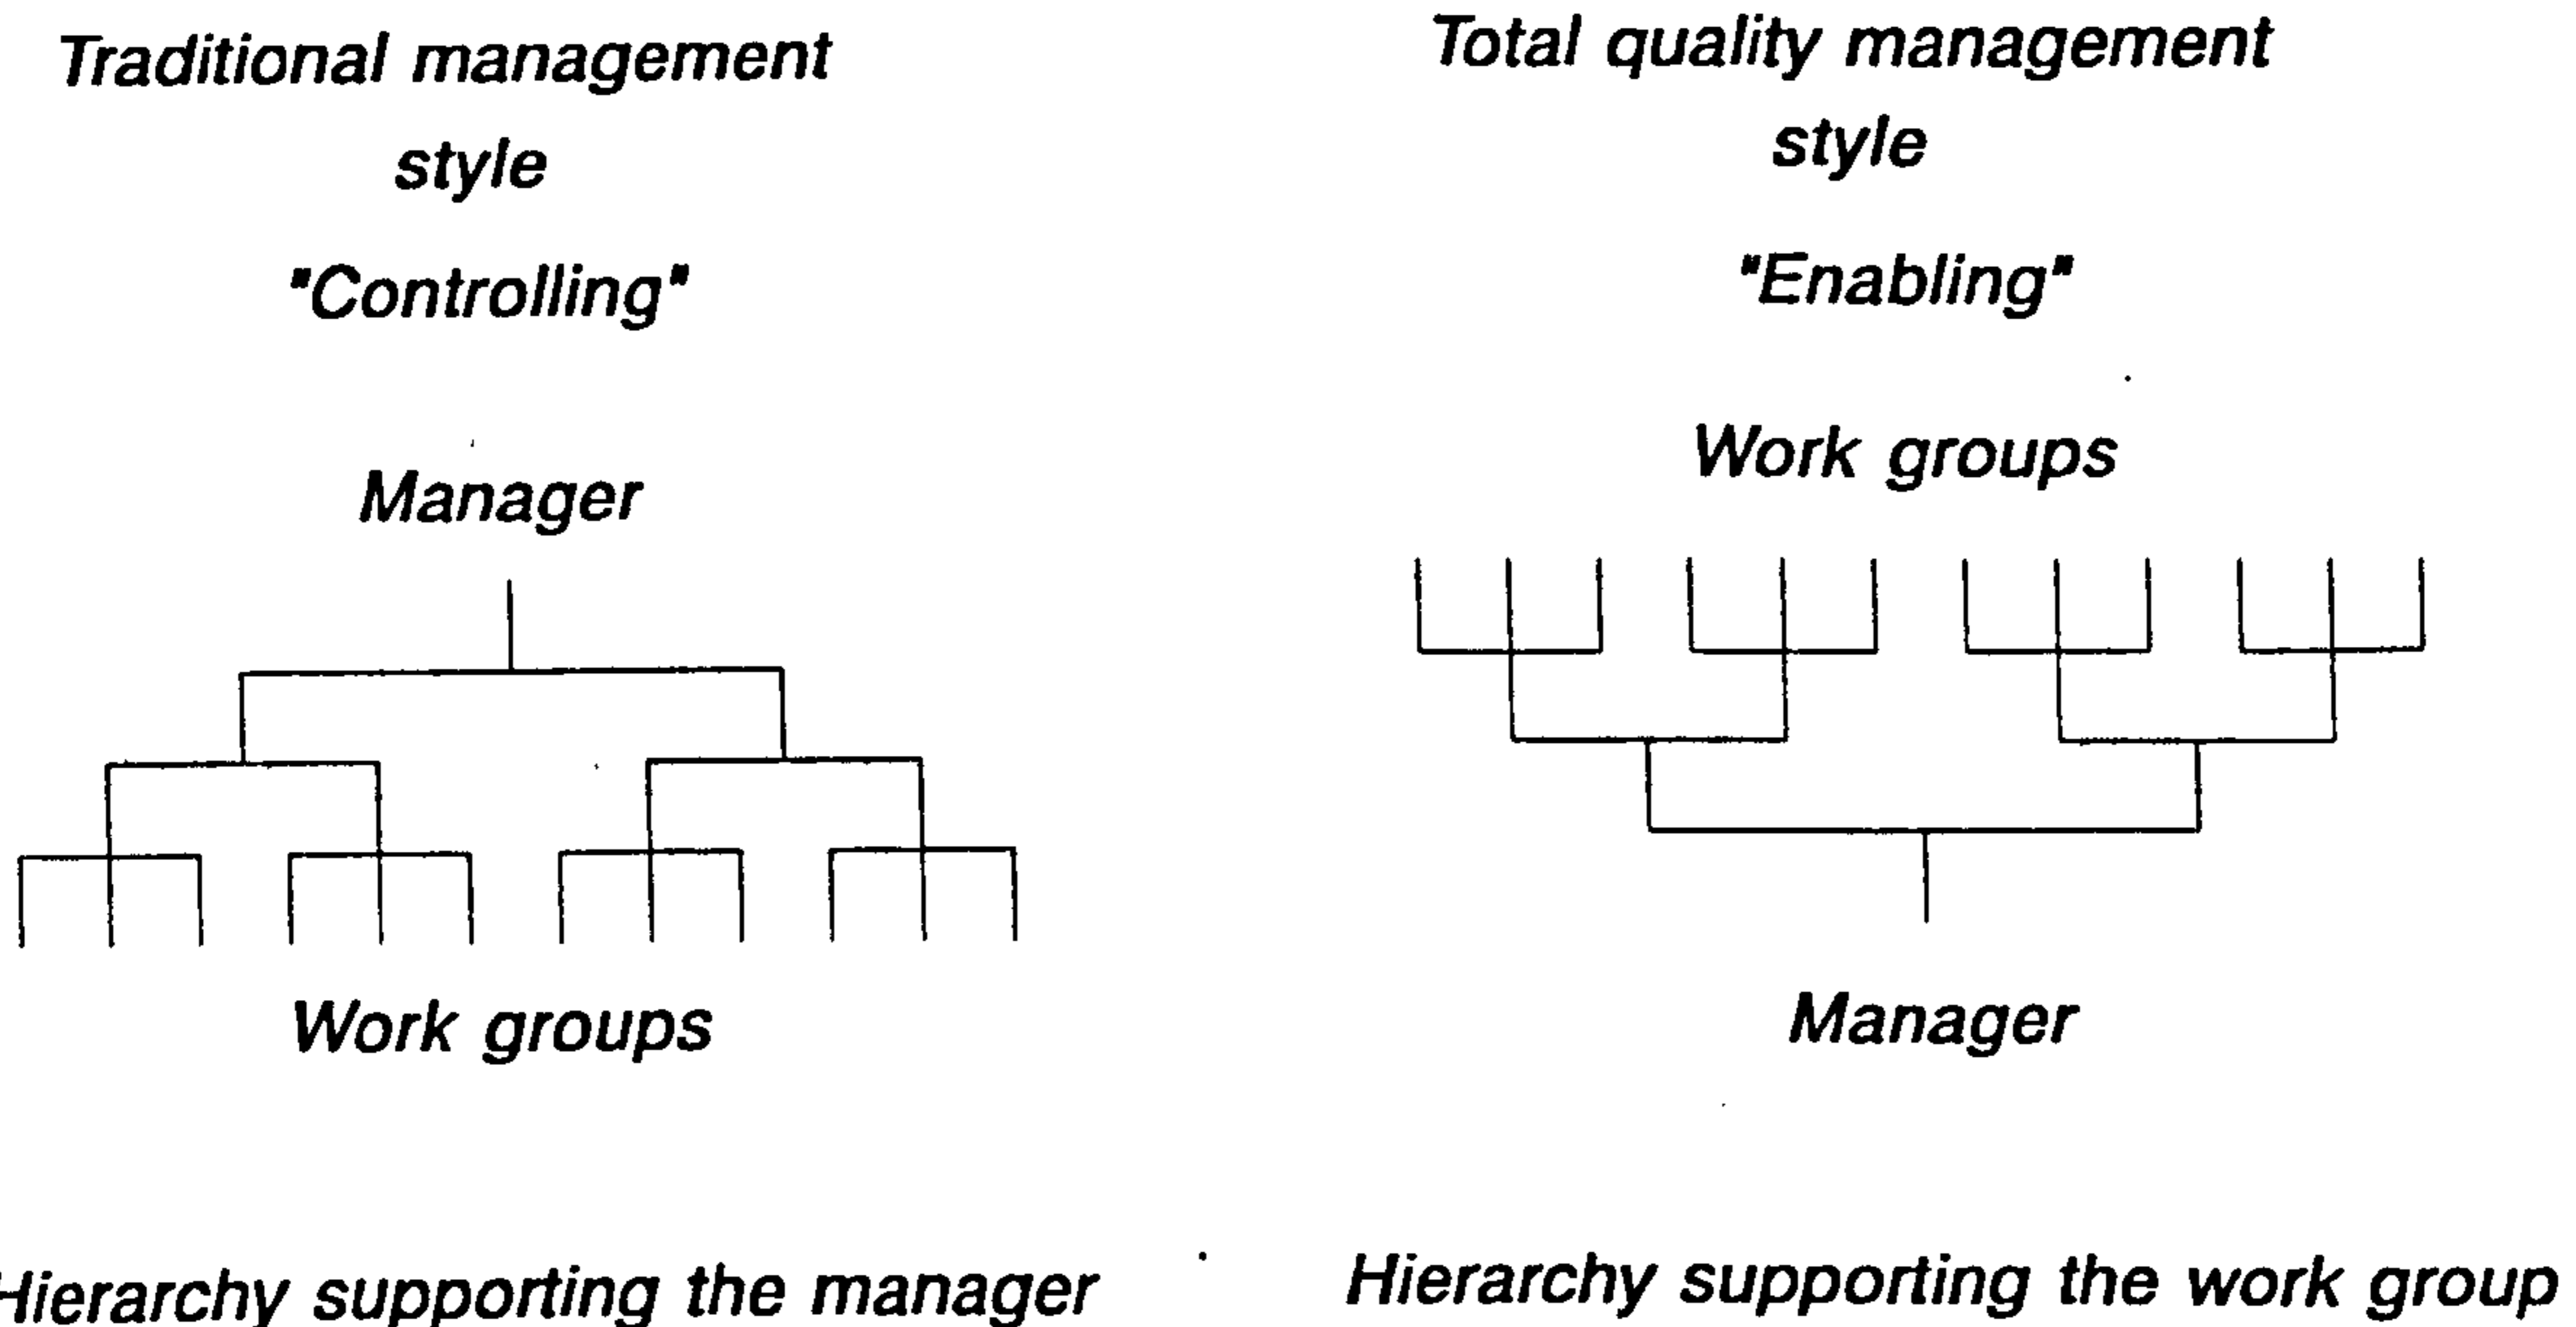 Traditional management
style
"Controlling"
Manager
Work groups
Hierarchy supporting the manager
Total quality management
style
"Enabling"
Work groups
Manager
Hierarchy supporting the work group